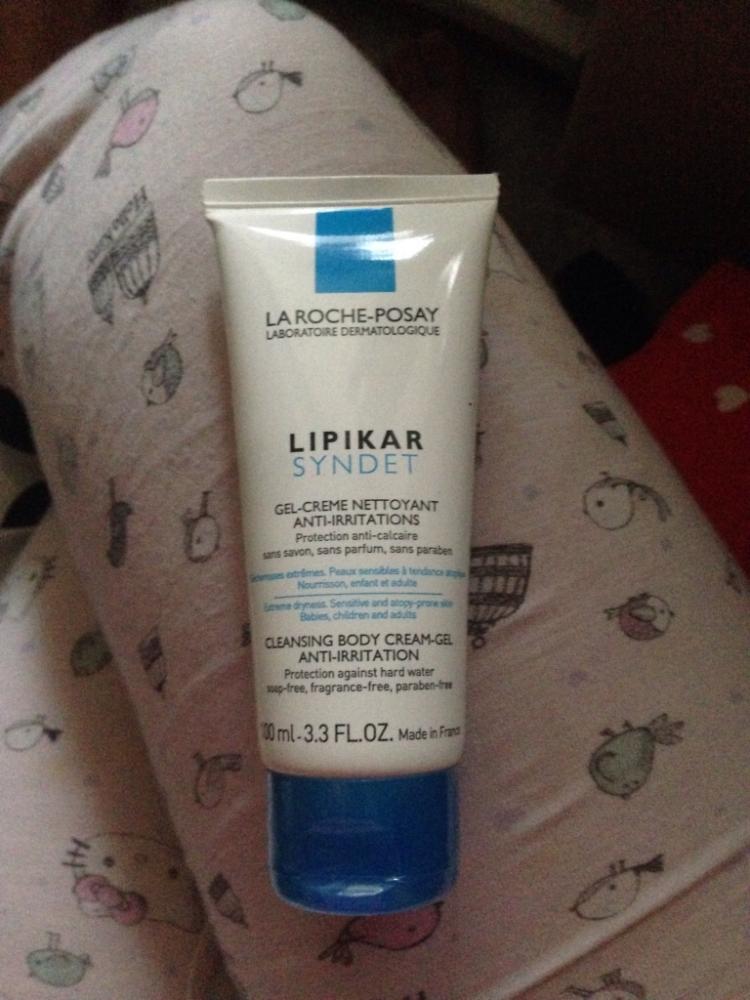 LA ROCHE-POSAY
LABORATOIRE DERMATOLOGIQUE
LIPIKAR
SYNDET
GEL-CREME NETTOYANT
ANTI-IRRITATIONS
Protection anti-calcaire
sans savon, sans parfum, sans paraben
extrêmes. Peaux sensibles à tendance
Nourrisson, enfant et adulte
Extreme dryness. Sensitive and atopy-prone skin
Babies, children and adults
CLEANSING BODY CREAM-GEL
ANTI-IRRITATION
Protection against hard water
soap-free, fragrance-free, paraben-free
100 ml - 3.3 FL.OZ. Made in France